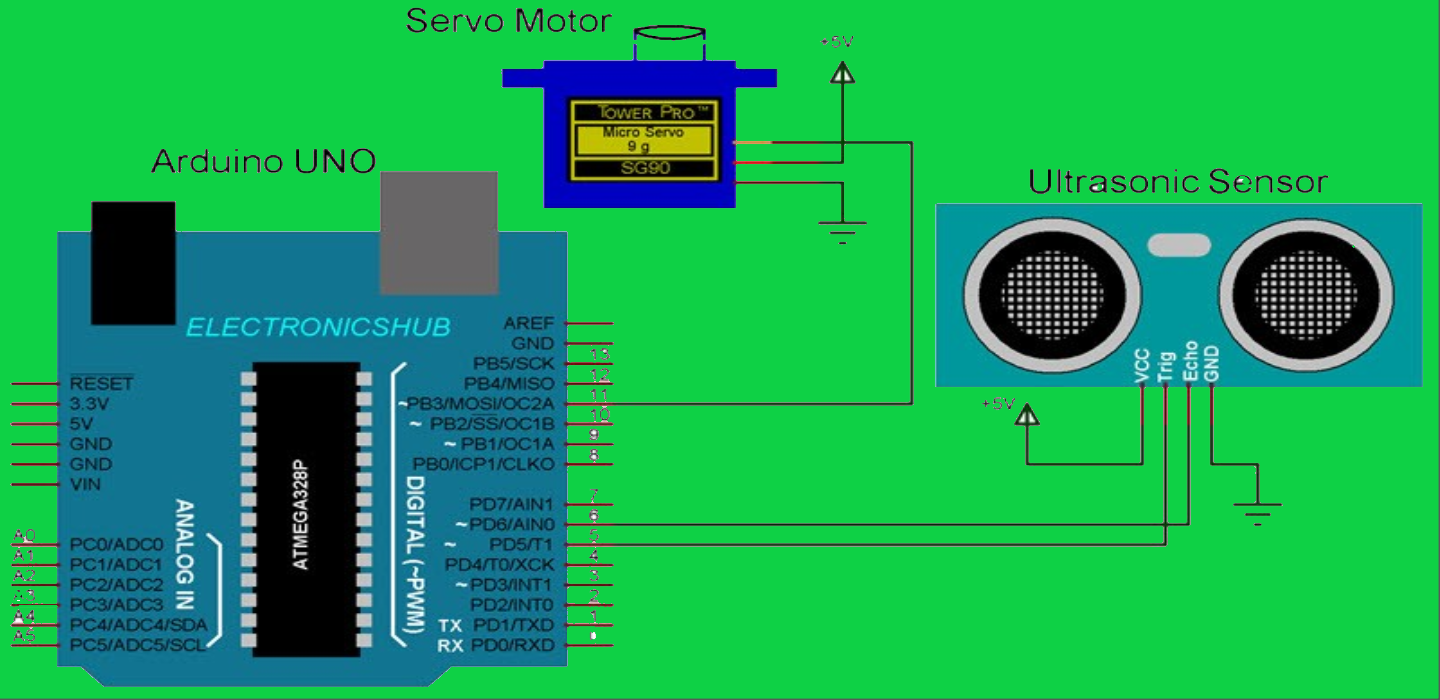 Servo Motor
+5V
TOWER PRO™
Micro Servo
9 g
SG90
Arduino UNO
Ultrasonic Sensor
ELECTRONICSHUB
AREF
GND
PB5/SCK 13
PB4/MISO 12
~PB3/MOSI/OC2A 11
~ PB2/SS/OC1B 10
~ PB1/OC1A 9
PB0/ICP1/CLKO 8
PD7/AIN1 7
~PD6/AIN0 6
~ PD5/T1 5
PD4/T0/XCK 4
~PD3/INT1 3
PD2/INT0 2
TX PD1/TXD 1
RX PD0/RXD
RESET
3.3V
5V
GND
GND
VIN
A0 PC0/ADC0
A1 PC1/ADC1
A2 PC2/ADC2
A3 PC3/ADC3
A4 PC4/ADC4/SDA
A5 PC5/ADC5/SCL
ANALOG IN
ATMEGA328P
DIGITAL (~PWM)
VCC
Trig
Echo
GND
+5V